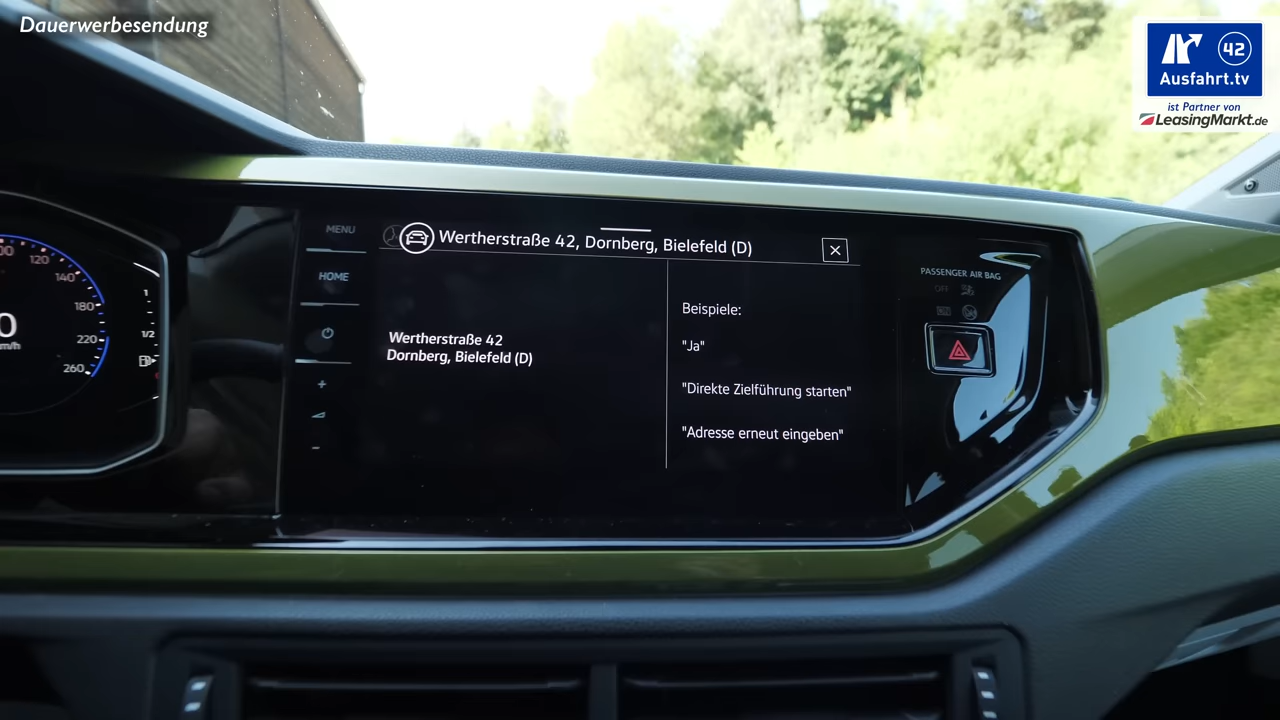 Dauerwerbesendung
42
Ausfahrt.tv
ist Partner von
LeasingMarkt.de
MENU
HOME
+
-
Wertherstraße 42, Dornberg, Bielefeld (D)
Wertherstraße 42
Dornberg, Bielefeld (D)
Beispiele:
"Ja"
"Direkte Zielführung starten"
"Adresse erneut eingeben"
PASSENGER AIR BAG
OFF
120
140
180
220
260
0
km/h
1
1/2